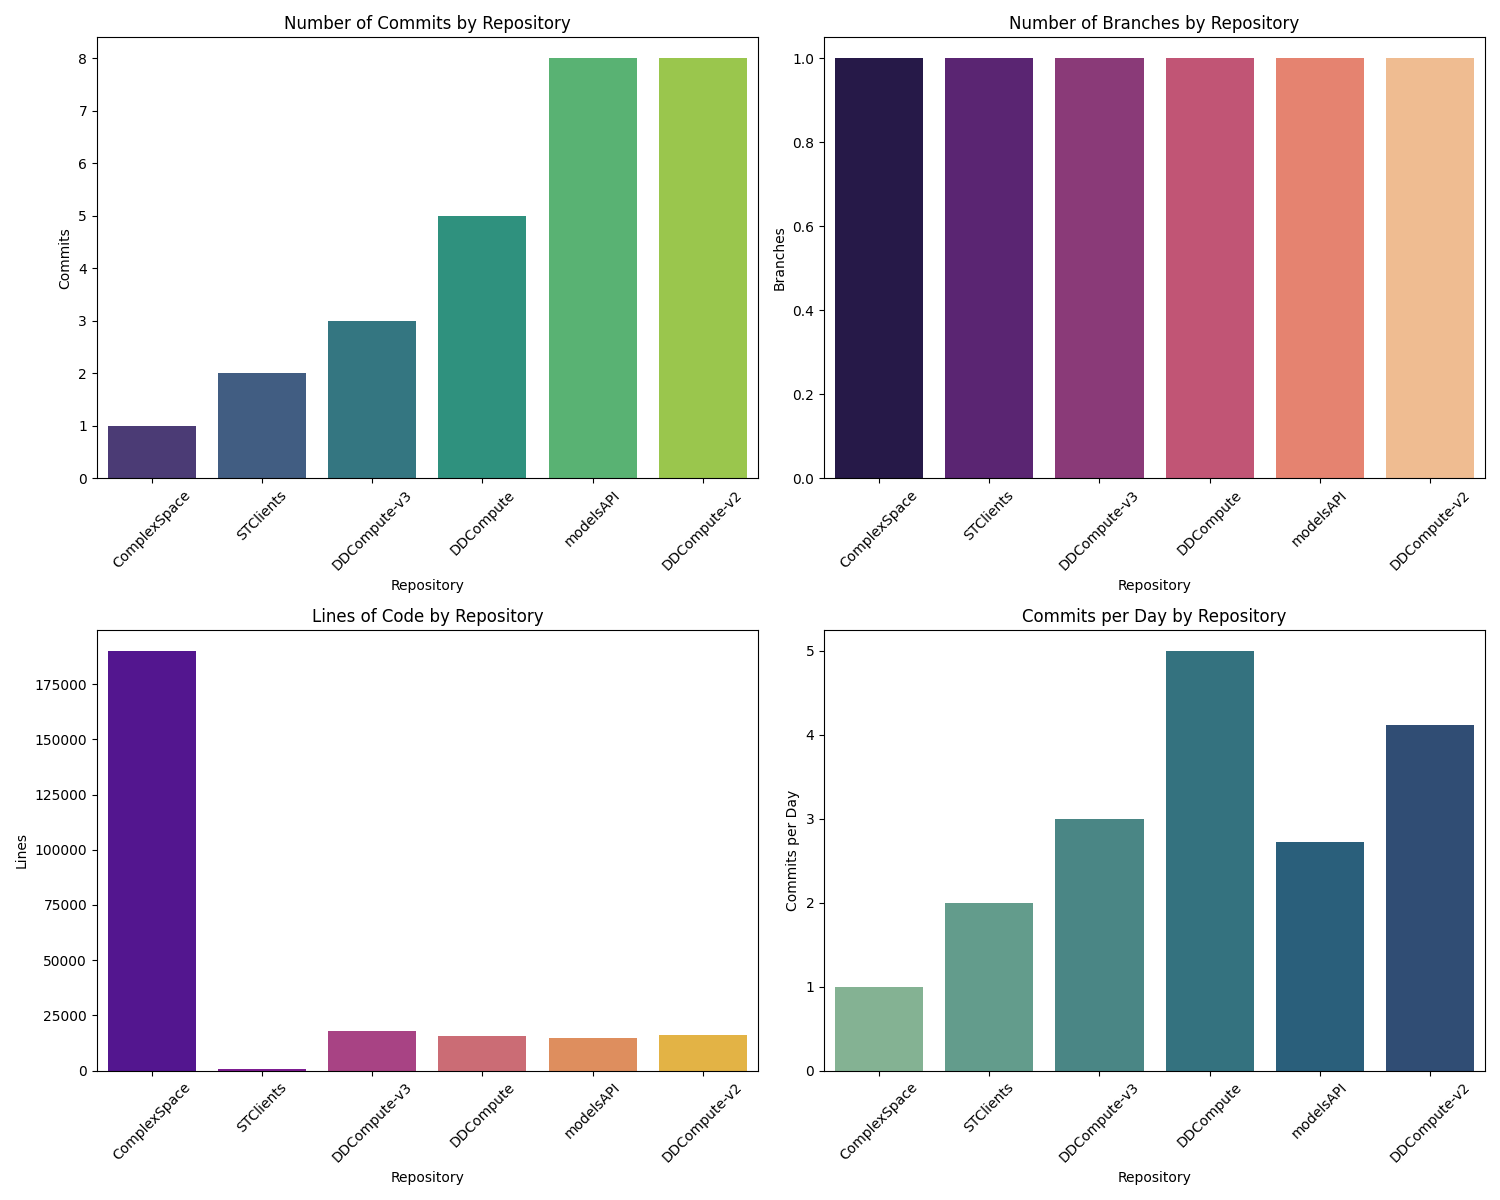 Number of Commits by Repository
Commits
8
7
6
5
4
3
2
1
0
ComplexSpace
STClients
DDCompute-v3
DDCompute
modelsAPI
DDCompute-v2
Repository
Number of Branches by Repository
Branches
1.0
0.8
0.6
0.4
0.2
0.0
ComplexSpace
STClients
DDCompute-v3
DDCompute
modelsAPI
DDCompute-v2
Repository
Lines of Code by Repository
Lines
175000
150000
125000
100000
75000
50000
25000
0
ComplexSpace
STClients
DDCompute-v3
DDCompute
modelsAPI
DDCompute-v2
Repository
Commits per Day by Repository
Commits per Day
5
4
3
2
1
0
ComplexSpace
STClients
DDCompute-v3
DDCompute
modelsAPI
DDCompute-v2
Repository